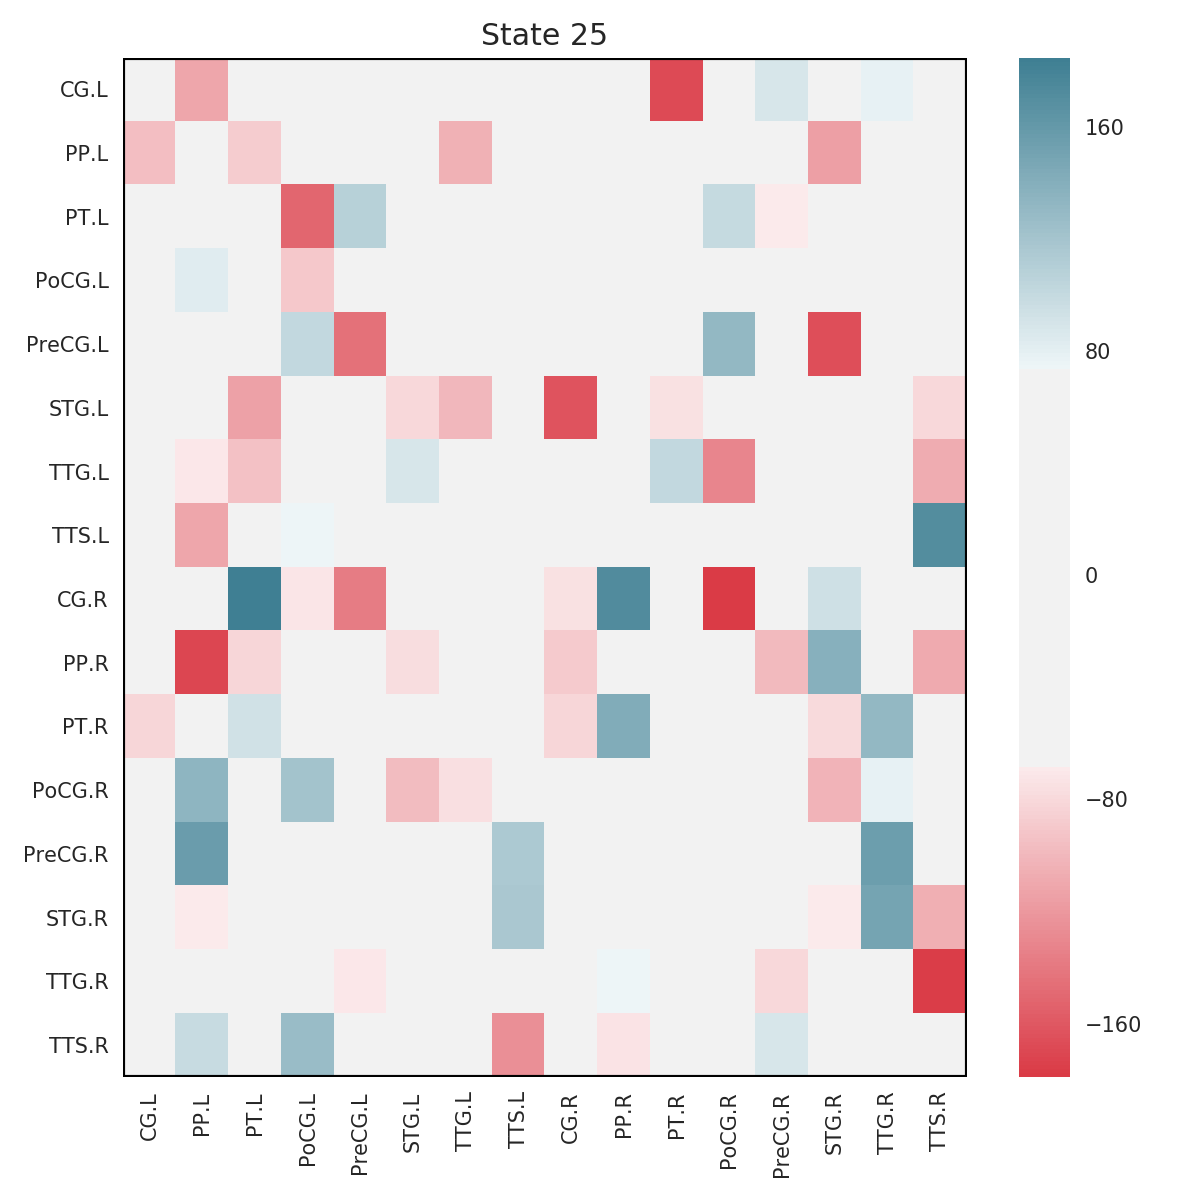 State 25
CG.L
PP.L
PT.L
PoCG.L
PreCG.L
STG.L
TTG.L
TTS.L
CG.R
PP.R
PT.R
PoCG.R
PreCG.R
STG.R
TTG.R
TTS.R
CG.L
PP.L
PT.L
PoCG.L
PreCG.L
STG.L
TTG.L
TTS.L
CG.R
PP.R
PT.R
PoCG.R
PreCG.R
STG.R
TTG.R
TTS.R
160
80
0
−80
−160